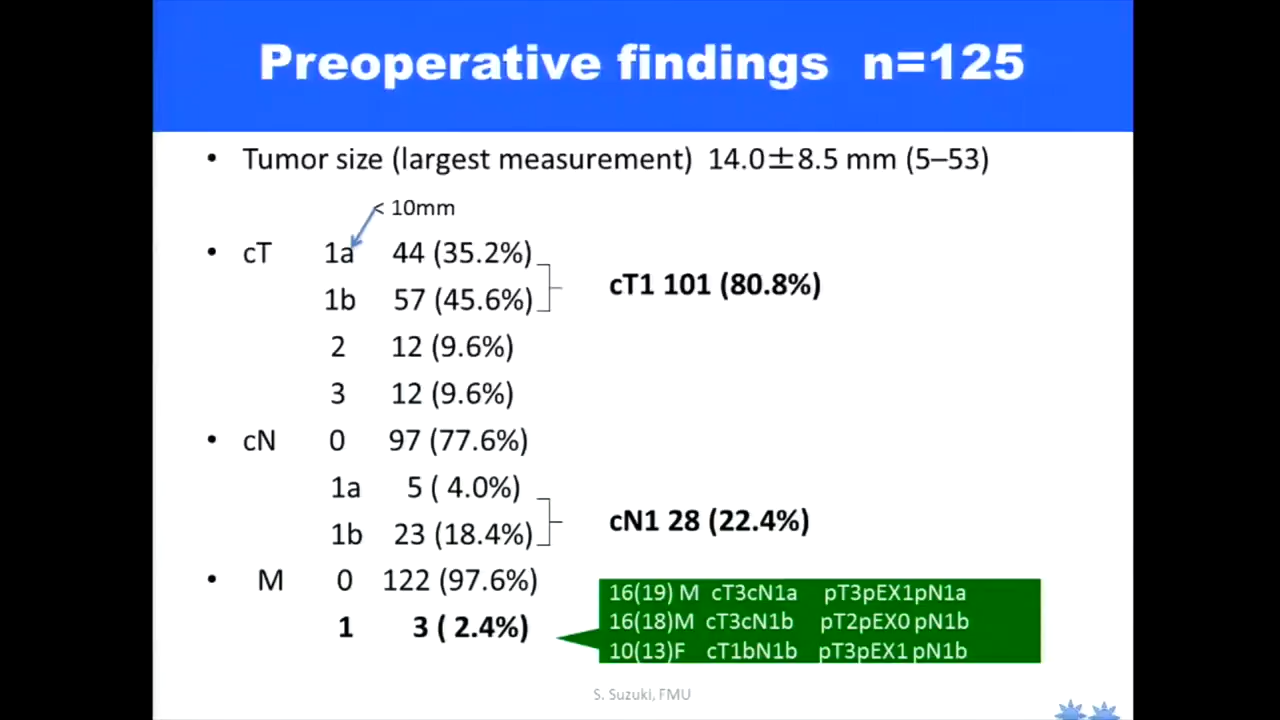 Preoperative findings n=125
• Tumor size (largest measurement) 14.0±8.5 mm (5–53)
< 10mm
• cT 1a 44 (35.2%)
1b 57 (45.6%)
cT1 101 (80.8%)
2 12 (9.6%)
3 12 (9.6%)
• cN 0 97 (77.6%)
1a 5 ( 4.0%)
1b 23 (18.4%)
cN1 28 (22.4%)
• M 0 122 (97.6%)
1 3 ( 2.4%)
16(19) M cT3cN1a pT3pEX1pN1a
16(18)M cT3cN1b pT2pEX0 pN1b
10(13)F cT1bN1b pT3pEX1 pN1b
S. Suzuki, FMU